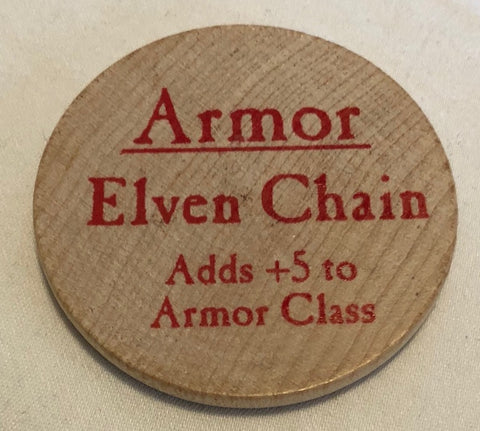 Armor
Elven Chain
Adds +5 to
Armor Class